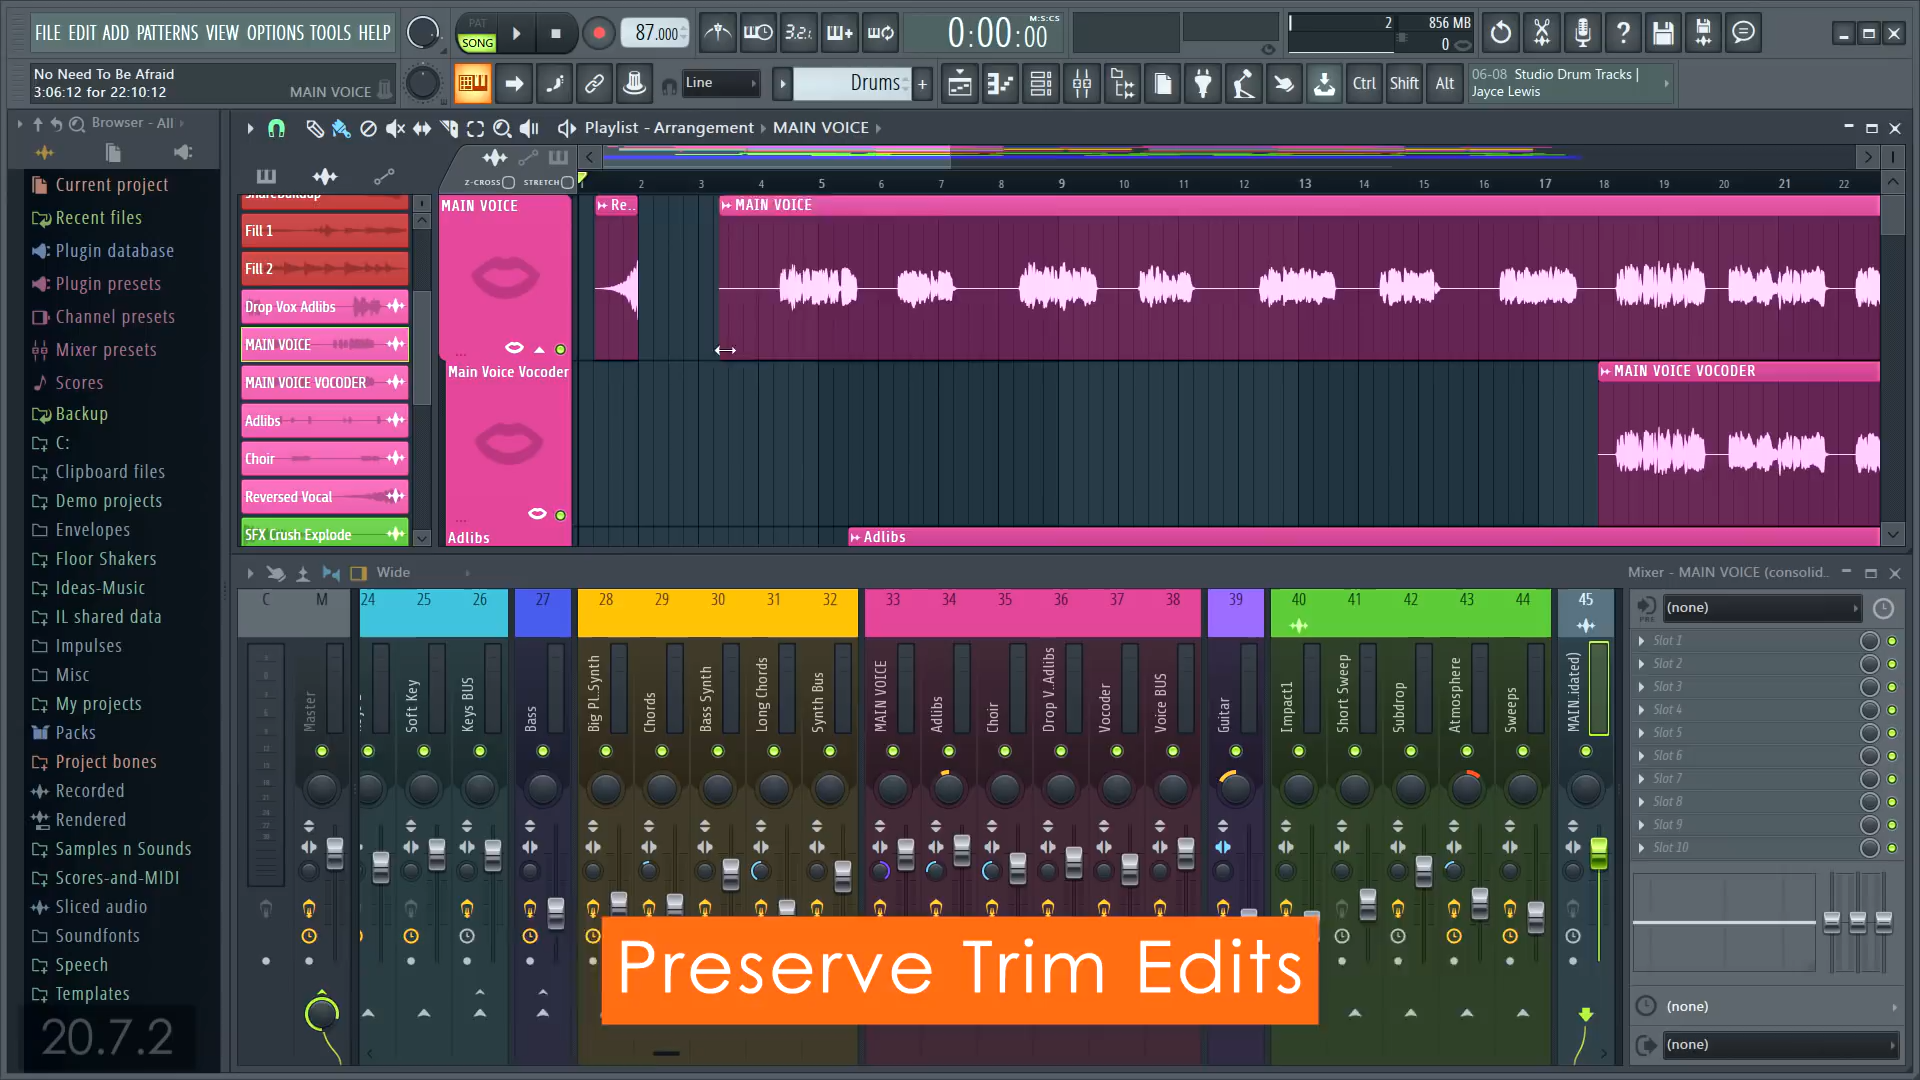 FILE EDIT ADD PATTERNS VIEW OPTIONS TOOLS HELP
PAT
SONG
87.000
3.2.
0:00:00
M:S:CS
2
856 MB
0
No Need To Be Afraid
3:06:12 for 22:10:12
MAIN VOICE
Line
Drums
Ctrl
Shift
Alt
06-08 Studio Drum Tracks |
Jayce Lewis
Browser - All
Current project
Recent files
Plugin database
Plugin presets
Channel presets
Mixer presets
Scores
Backup
C:
Clipboard files
Demo projects
Envelopes
Floor Shakers
Ideas-Music
IL shared data
Impulses
Misc
My projects
Packs
Project bones
Recorded
Rendered
Samples n Sounds
Scores-and-MIDI
Sliced audio
Soundfonts
Speech
Templates
20.7.2
Playlist - Arrangement
MAIN VOICE
Z-CROSS
STRETCH
1 2 3 4 5 6 7 8 9 10 11 12 13 14 15 16 17 18 19 20 21 22
Fill 1
Fill 2
Drop Vox Adlibs
MAIN VOICE
MAIN VOICE VOCODER
Adlibs
Choir
Reversed Vocal
SFX Crush Explode
MAIN VOICE
Re..
MAIN VOICE
Main Voice Vocoder
MAIN VOICE VOCODER
Adlibs
Adlibs
Wide
Mixer - MAIN VOICE (consolid..
C M 24 25 26 27 28 29 30 31 32 33 34 35 36 37 38 39 40 41 42 43 44 45
Master
Soft Key
Keys BUS
Bass
Big Pl..Synth
Chords
Bass Synth
Long Chords
Synth Bus
MAIN VOICE
Adlibs
Choir
Drop V..Adlibs
Vocoder
Voice BUS
Guitar
Impact1
Short Sweep
Subdrop
Atmosphere
Sweeps
MAIN..idated)
PRE
(none)
Slot 1
Slot 2
Slot 3
Slot 4
Slot 5
Slot 6
Slot 7
Slot 8
Slot 9
Slot 10
(none)
(none)
Preserve Trim Edits